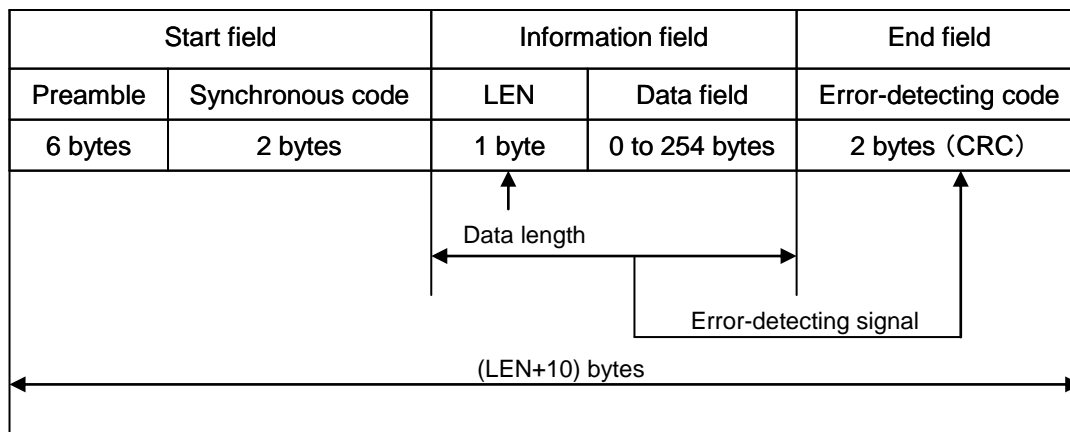 Start field Information field End field
Preamble Synchronous code LEN Data field Error-detecting code
6 bytes 2 bytes 1 byte 0 to 254 bytes 2 bytes（CRC）
Data length
Error-detecting signal
(LEN+10) bytes